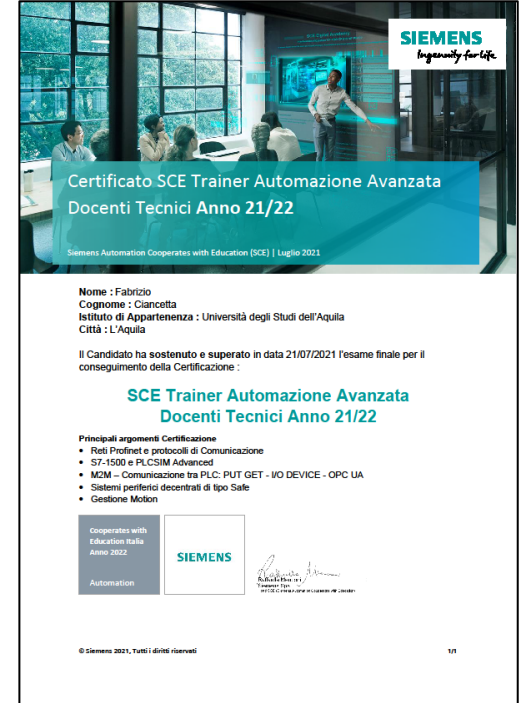 SIEMENS
Ingenuity for life
Certificato SCE Trainer Automazione Avanzata
Docenti Tecnici Anno 21/22
Siemens Automation Cooperates with Education (SCE) | Luglio 2021
Nome : Fabrizio
Cognome : Ciancetta
Istituto di Appartenenza : Università degli Studi dell'Aquila
Città : L'Aquila
Il Candidato ha sostenuto e superato in data 21/07/2021 l'esame finale per il
conseguimento della Certificazione :
SCE Trainer Automazione Avanzata
Docenti Tecnici Anno 21/22
Principali argomenti Certificazione
• Reti Profinet e protocolli di Comunicazione
• S7-1500 e PLCSIM Advanced
• M2M – Comunicazione tra PLC: PUT GET - I/O DEVICE - OPC UA
• Sistemi periferici decentrati di tipo Safe
• Gestione Motion
Cooperates with
Education Italia
Anno 2022
Automation
SIEMENS
© Siemens 2021, Tutti i diritti riservati
1/1